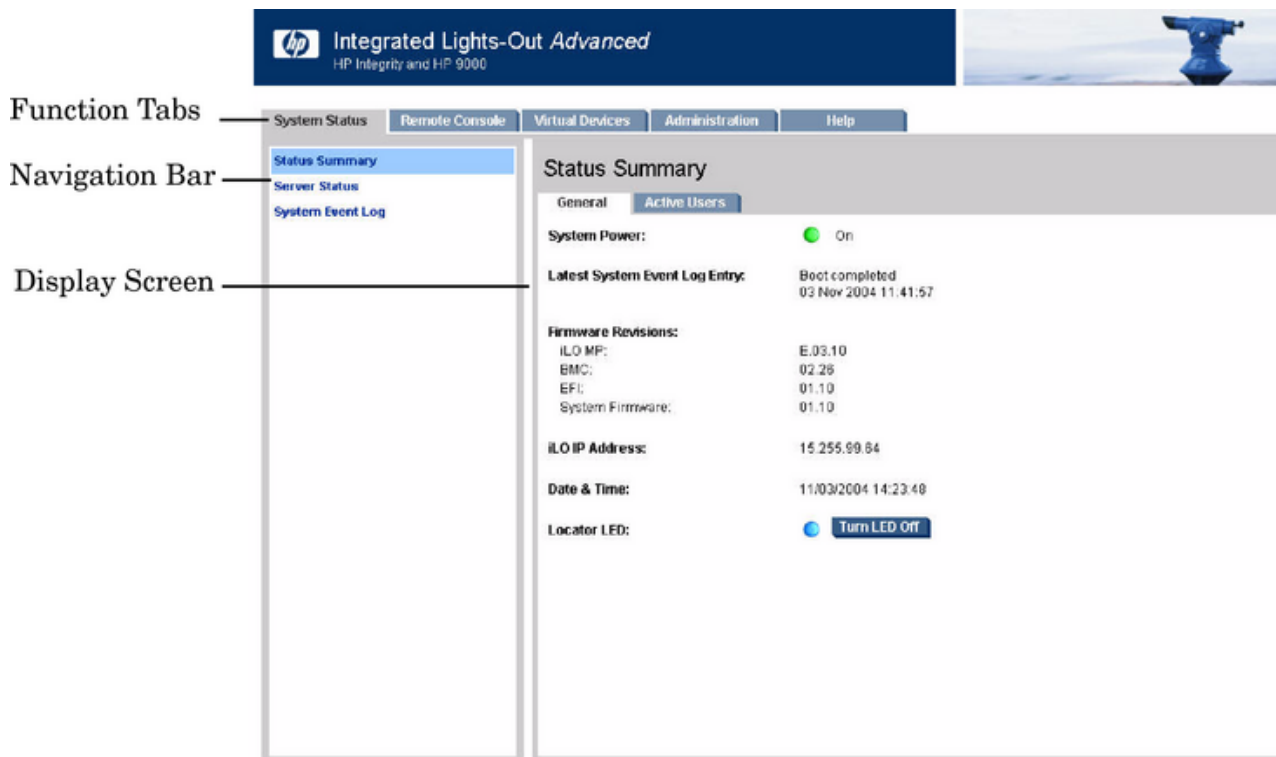 hp
Integrated Lights-Out Advanced
HP Integrity and HP 9000
Function Tabs
System Status
Remote Console
Virtual Devices
Administration
Help
Navigation Bar
Status Summary
Server Status
System Event Log
Display Screen
Status Summary
General
Active Users
System Power: On
Latest System Event Log Entry: Boot completed
03 Nov 2004 11:41:57
Firmware Revisions:
iLO MP: E.03.10
BMC: 02.26
EFI: 01.10
System Firmware: 01.10
iLO IP Address: 15.255.99.64
Date & Time: 11/03/2004 14:23:48
Locator LED: Turn LED Off